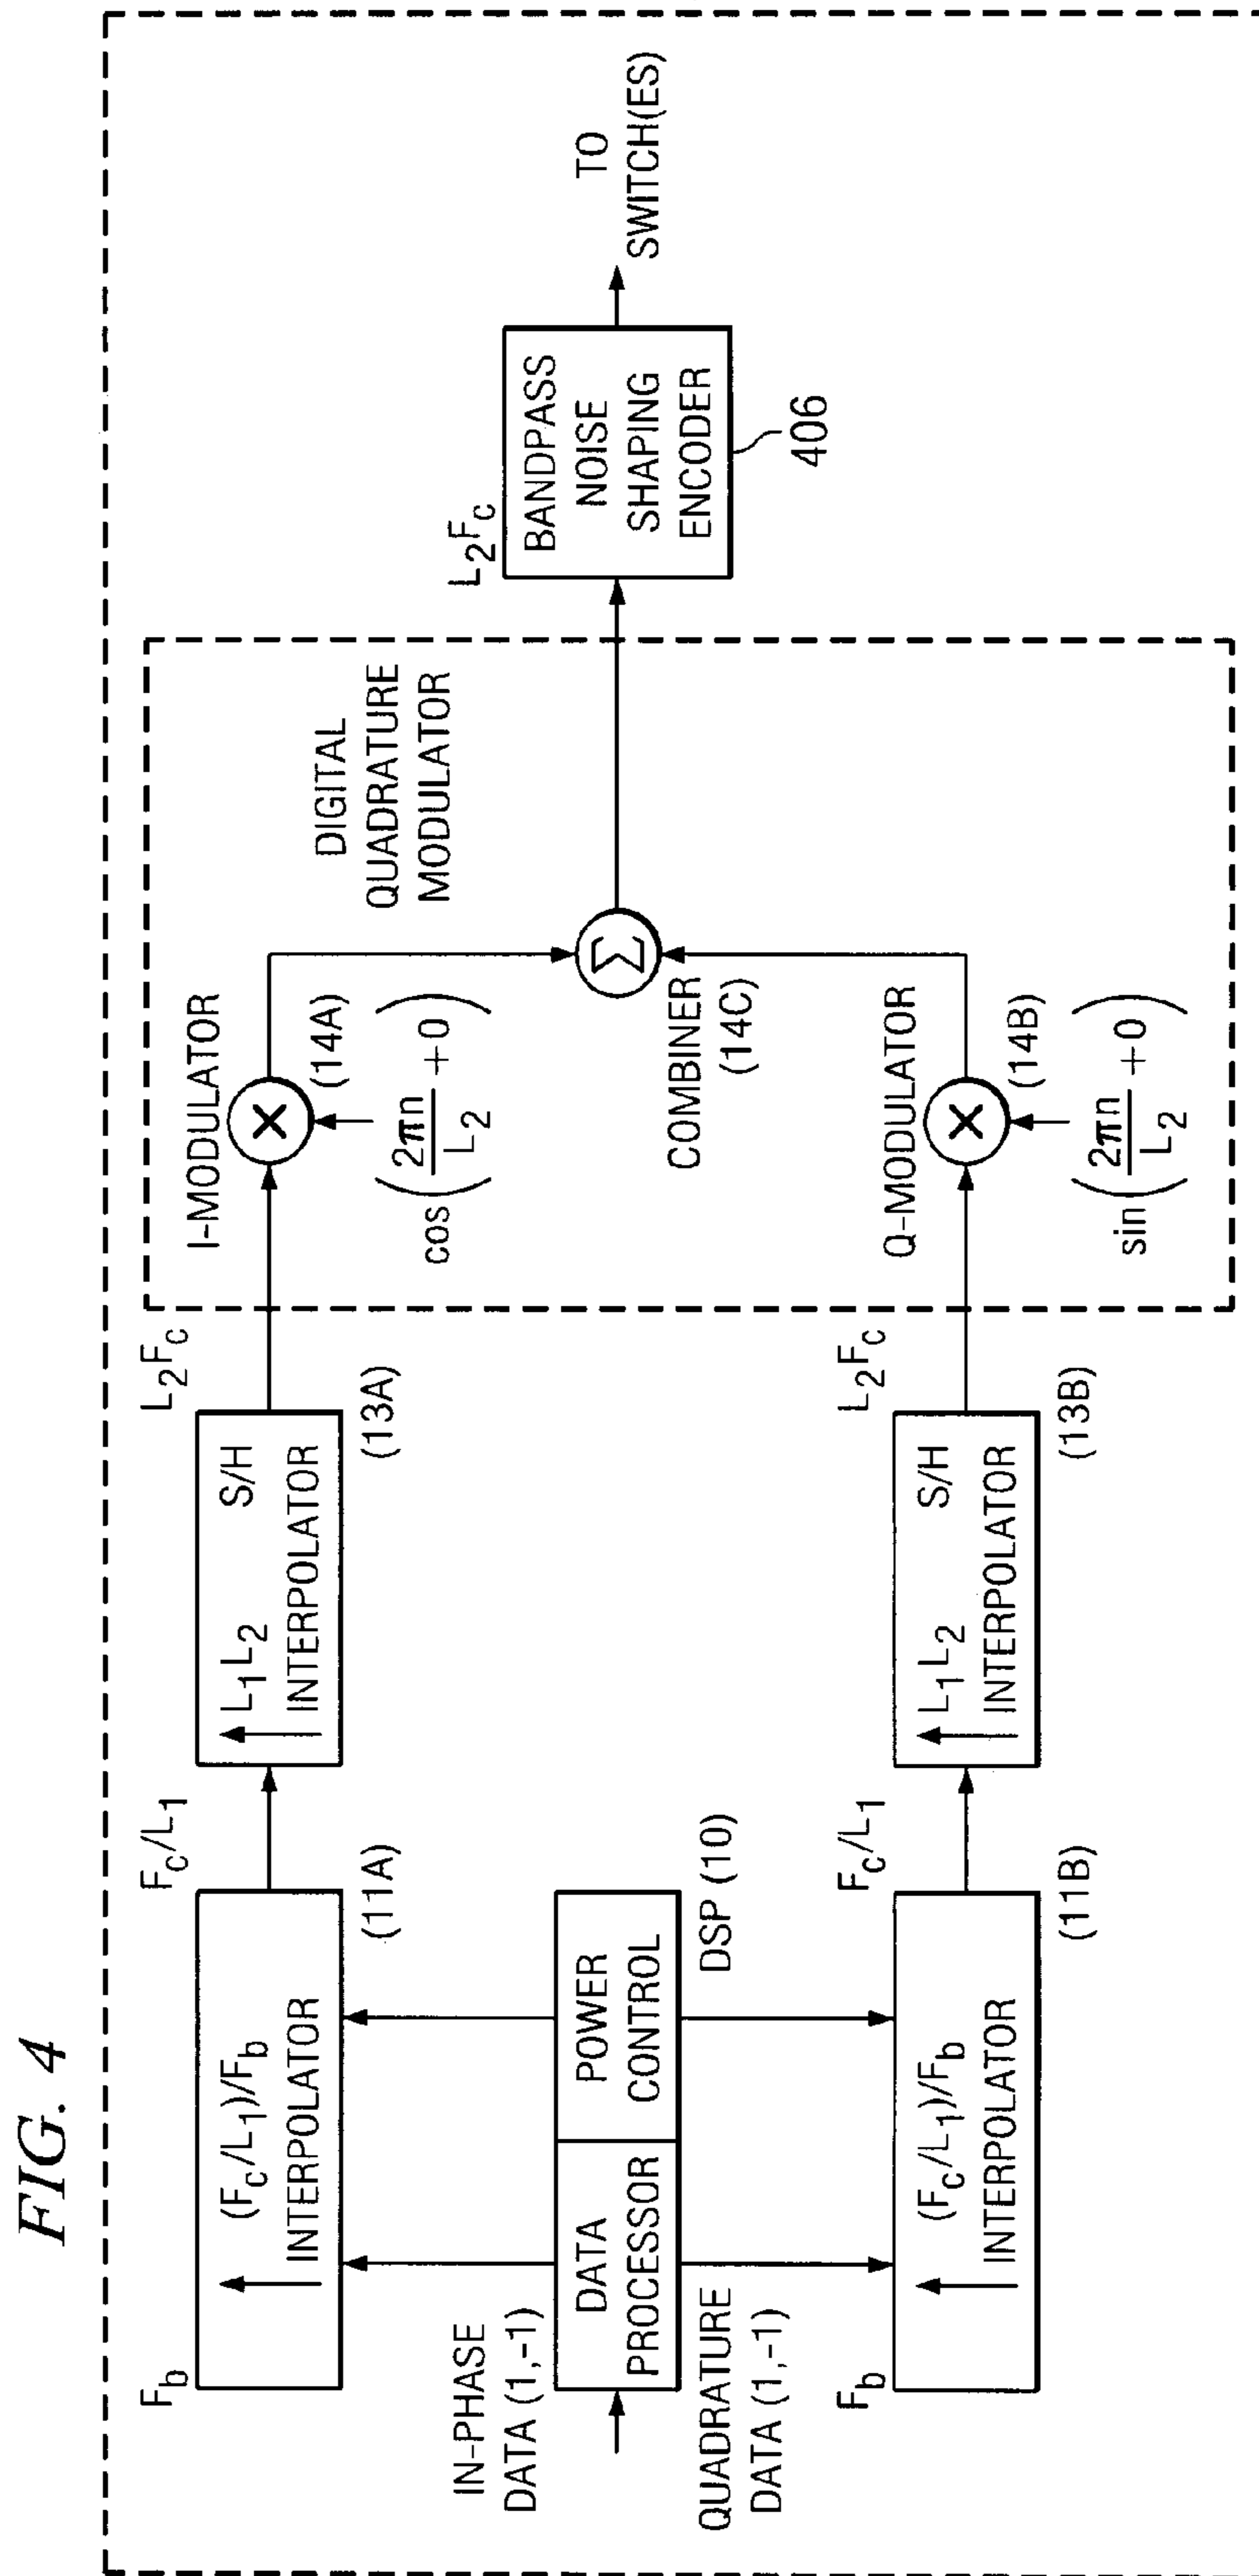 FIG. 4
F_b
(F_c/L_1)/F_b
INTERPOLATOR
F_c/L_1
(11A)
L_1L_2 S/H
INTERPOLATOR
L_2F_c
(13A)
I-MODULATOR
(14A)
cos(2πn/L_2 +0)
DIGITAL
QUADRATURE
MODULATOR
IN-PHASE
DATA (1,-1)
DATA
PROCESSOR
POWER
CONTROL
DSP (10)
QUADRATURE
DATA (1,-1)
Σ
COMBINER
(14C)
L_2F_c
BANDPASS
NOISE
SHAPING
ENCODER
406
TO
SWITCH(ES)
F_b
(F_c/L_1)/F_b
INTERPOLATOR
F_c/L_1
(11B)
L_1L_2 S/H
INTERPOLATOR
L_2F_c
(13B)
Q-MODULATOR
(14B)
sin(2πn/L_2 +0)